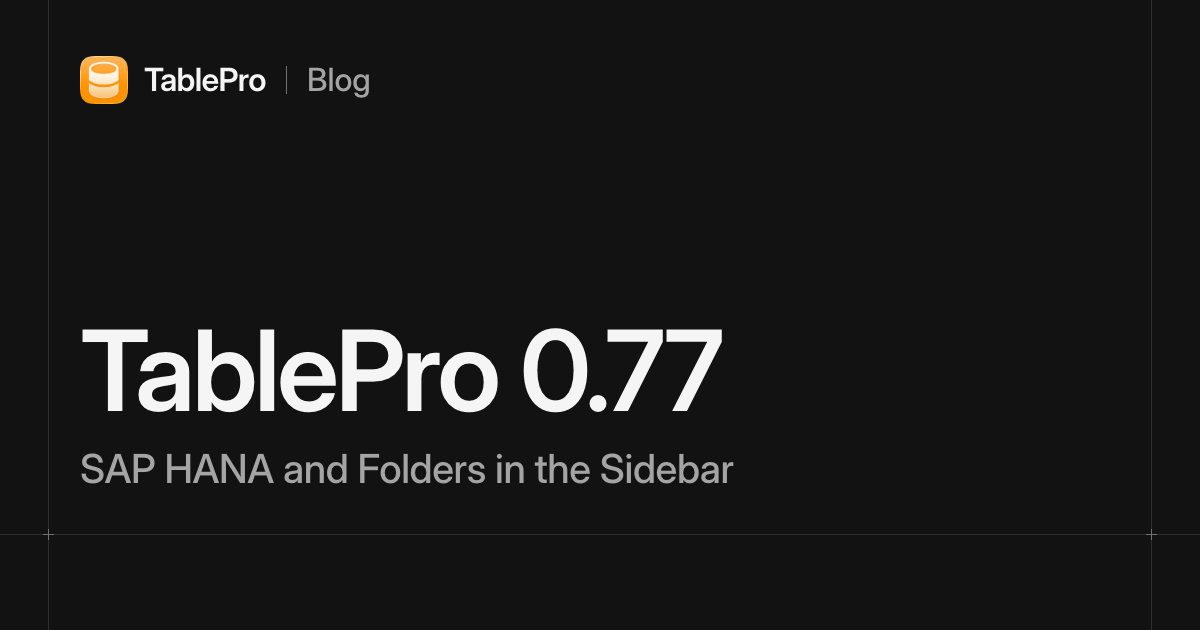 TablePro | Blog
TablePro 0.77
SAP HANA and Folders in the Sidebar